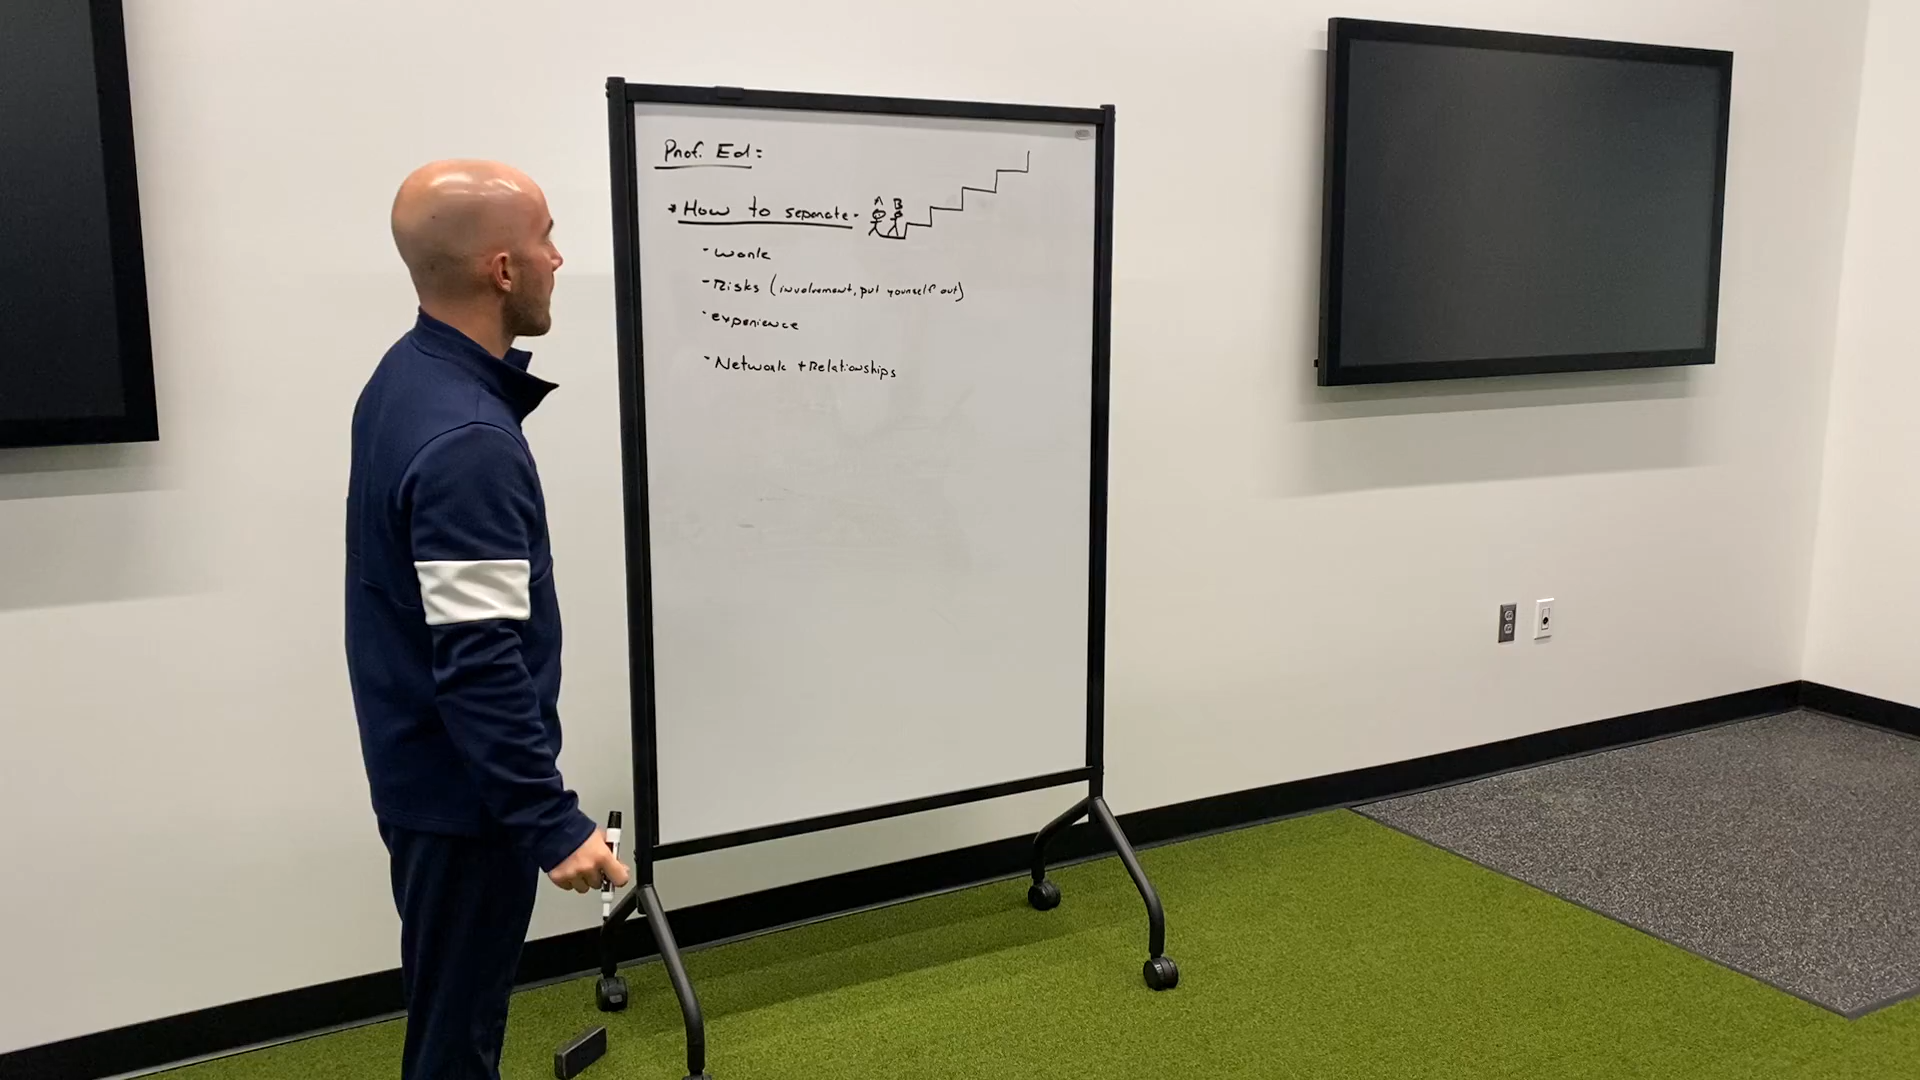 Prof. Ed:
* How to separate - A B
- work
- Risks (involvement, put yourself out)
- experience
- Network + Relationships